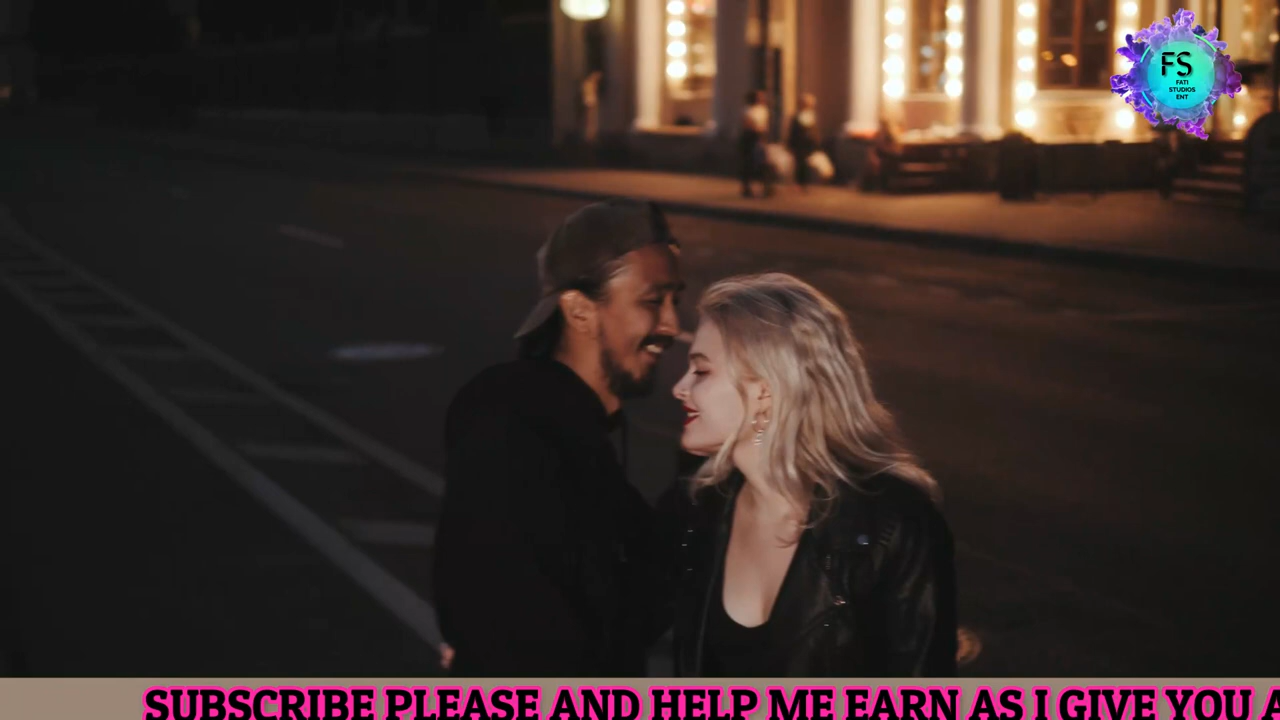 FS
FATI
STUDIOS
ENT
SUBSCRIBE PLEASE AND HELP ME EARN AS I GIVE YOU A